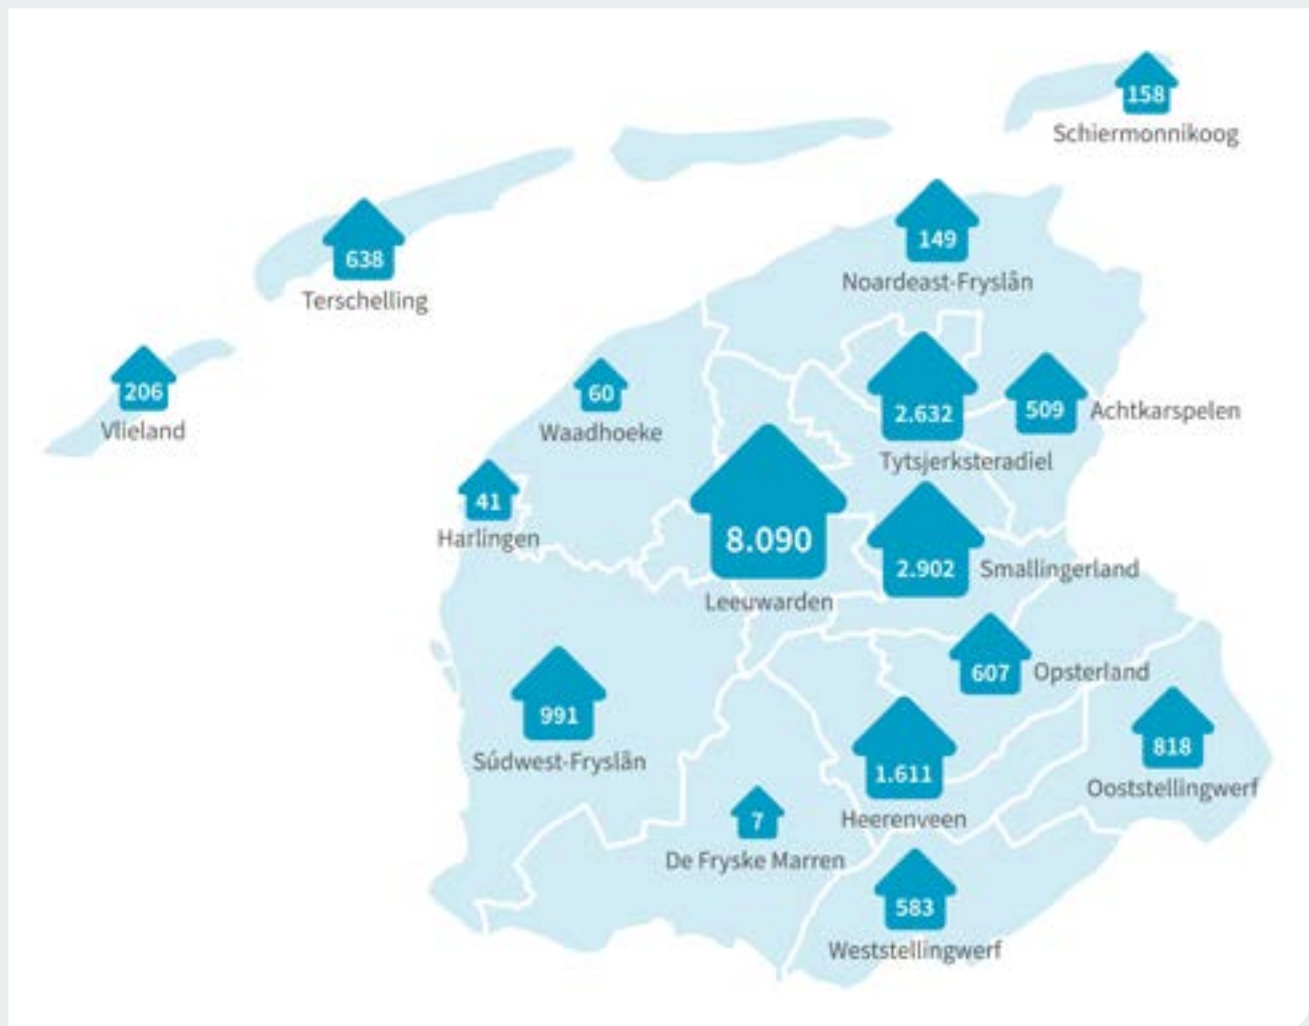 158
Schiermonnikoog
638
Terschelling
149
Noardeast-Fryslân
206
Vlieland
60
Waadhoeke
2.632
Tytsjerksteradiel
509
Achtkarspelen
41
Harlingen
8.090
Leeuwarden
2.902
Smallingerland
607
Opsterland
991
Súdwest-Fryslân
1.611
Heerenveen
818
Ooststellingwerf
7
De Fryske Marren
583
Weststellingwerf